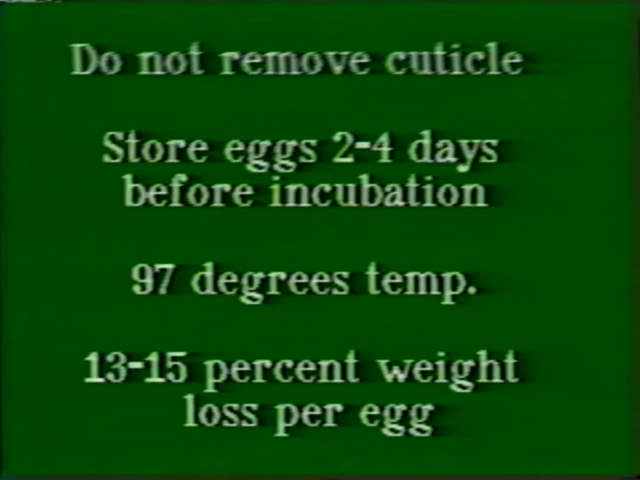 Do not remove cuticle
Store eggs 2-4 days
before incubation
97 degrees temp.
13-15 percent weight
loss per egg